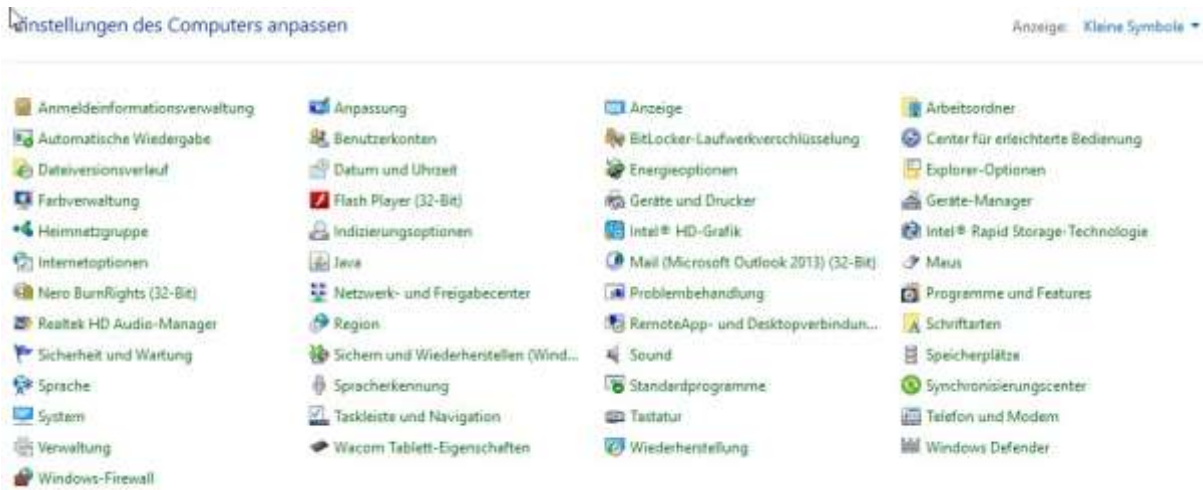 Einstellungen des Computers anpassen
Anzeige: Kleine Symbole
Anmeldeinformationsverwaltung Anpassung Anzeige Arbeitsordner
Automatische Wiedergabe Benutzerkonten BitLocker-Laufwerkverschlüsselung Center für erleichterte Bedienung
Dateiversionsverlauf Datum und Uhrzeit Energieoptionen Explorer-Optionen
Farbverwaltung Flash Player (32-Bit) Geräte und Drucker Geräte-Manager
Heimnetzgruppe Indizierungsoptionen Intel® HD-Grafik Intel® Rapid Storage-Technologie
Internetoptionen Java Mail (Microsoft Outlook 2013) (32-Bit) Maus
Nero BurnRights (32-Bit) Netzwerk- und Freigabecenter Problembehandlung Programme und Features
Realtek HD Audio-Manager Region RemoteApp- und Desktopverbindun... Schriftarten
Sicherheit und Wartung Sichern und Wiederherstellen (Wind... Sound Speicherplätze
Sprache Spracherkennung Standardprogramme Synchronisierungscenter
System Taskleiste und Navigation Tastatur Telefon und Modem
Verwaltung Wacom Tablett-Eigenschaften Wiederherstellung Windows Defender
Windows-Firewall